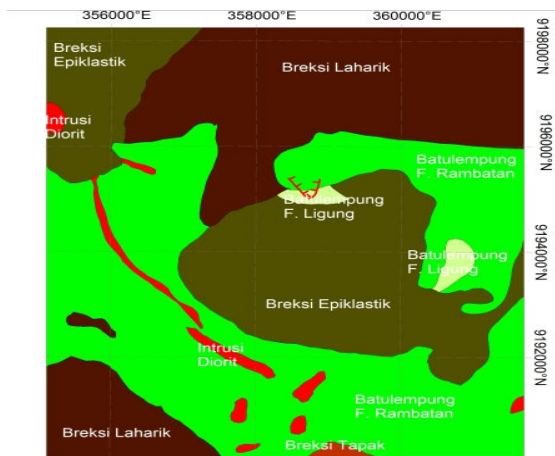 356000°E
358000°E
360000°E
9198000°N
9196000°N
9194000°N
9192000°N
Breksi
Epiklastik
Breksi Laharik
Intrusi
Diorit
Batulempung
F. Rambatan
Batulempung
F. Ligung
Batulempung
F. Ligung
Breksi Epiklastik
Intrusi
Diorit
Batulempung
F. Rambatan
Breksi Laharik
Breksi Tapak